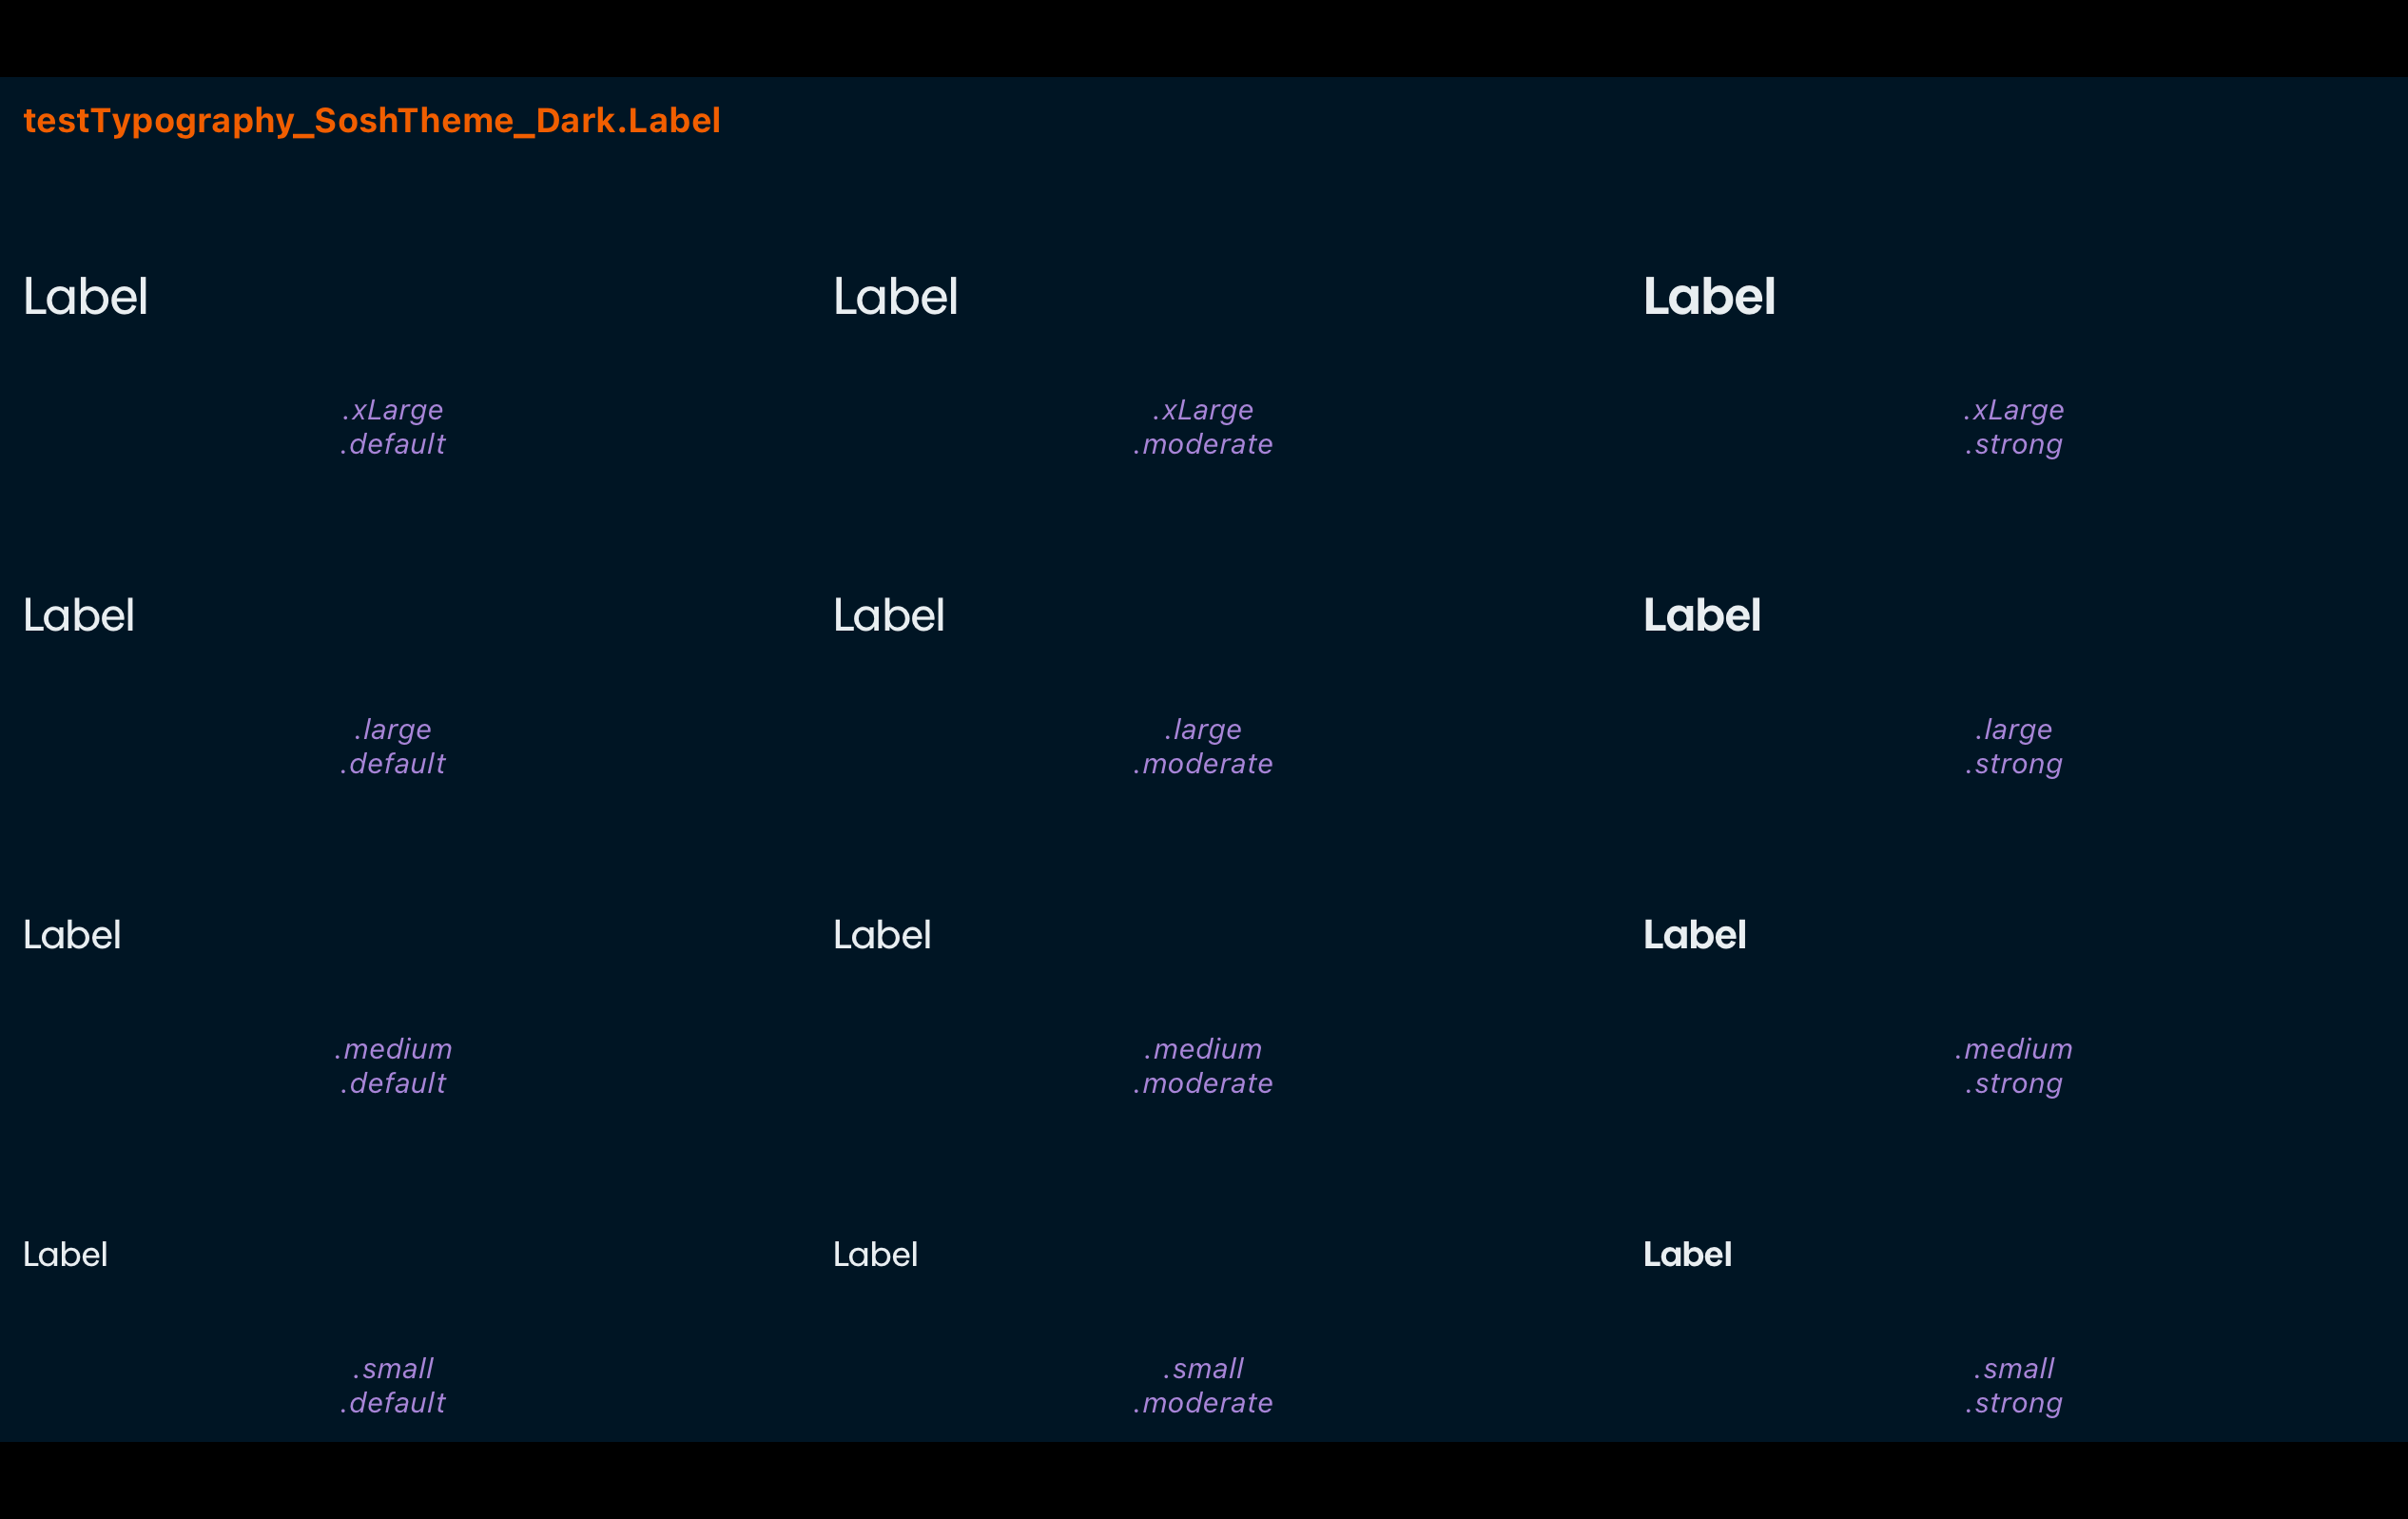 testTypography_SoshTheme_Dark.Label
Label
Label
Label
.xLarge
.default
.xLarge
.moderate
.xLarge
.strong
Label
Label
Label
.large
.default
.large
.moderate
.large
.strong
Label
Label
Label
.medium
.default
.medium
.moderate
.medium
.strong
Label
Label
Label
.small
.default
.small
.moderate
.small
.strong